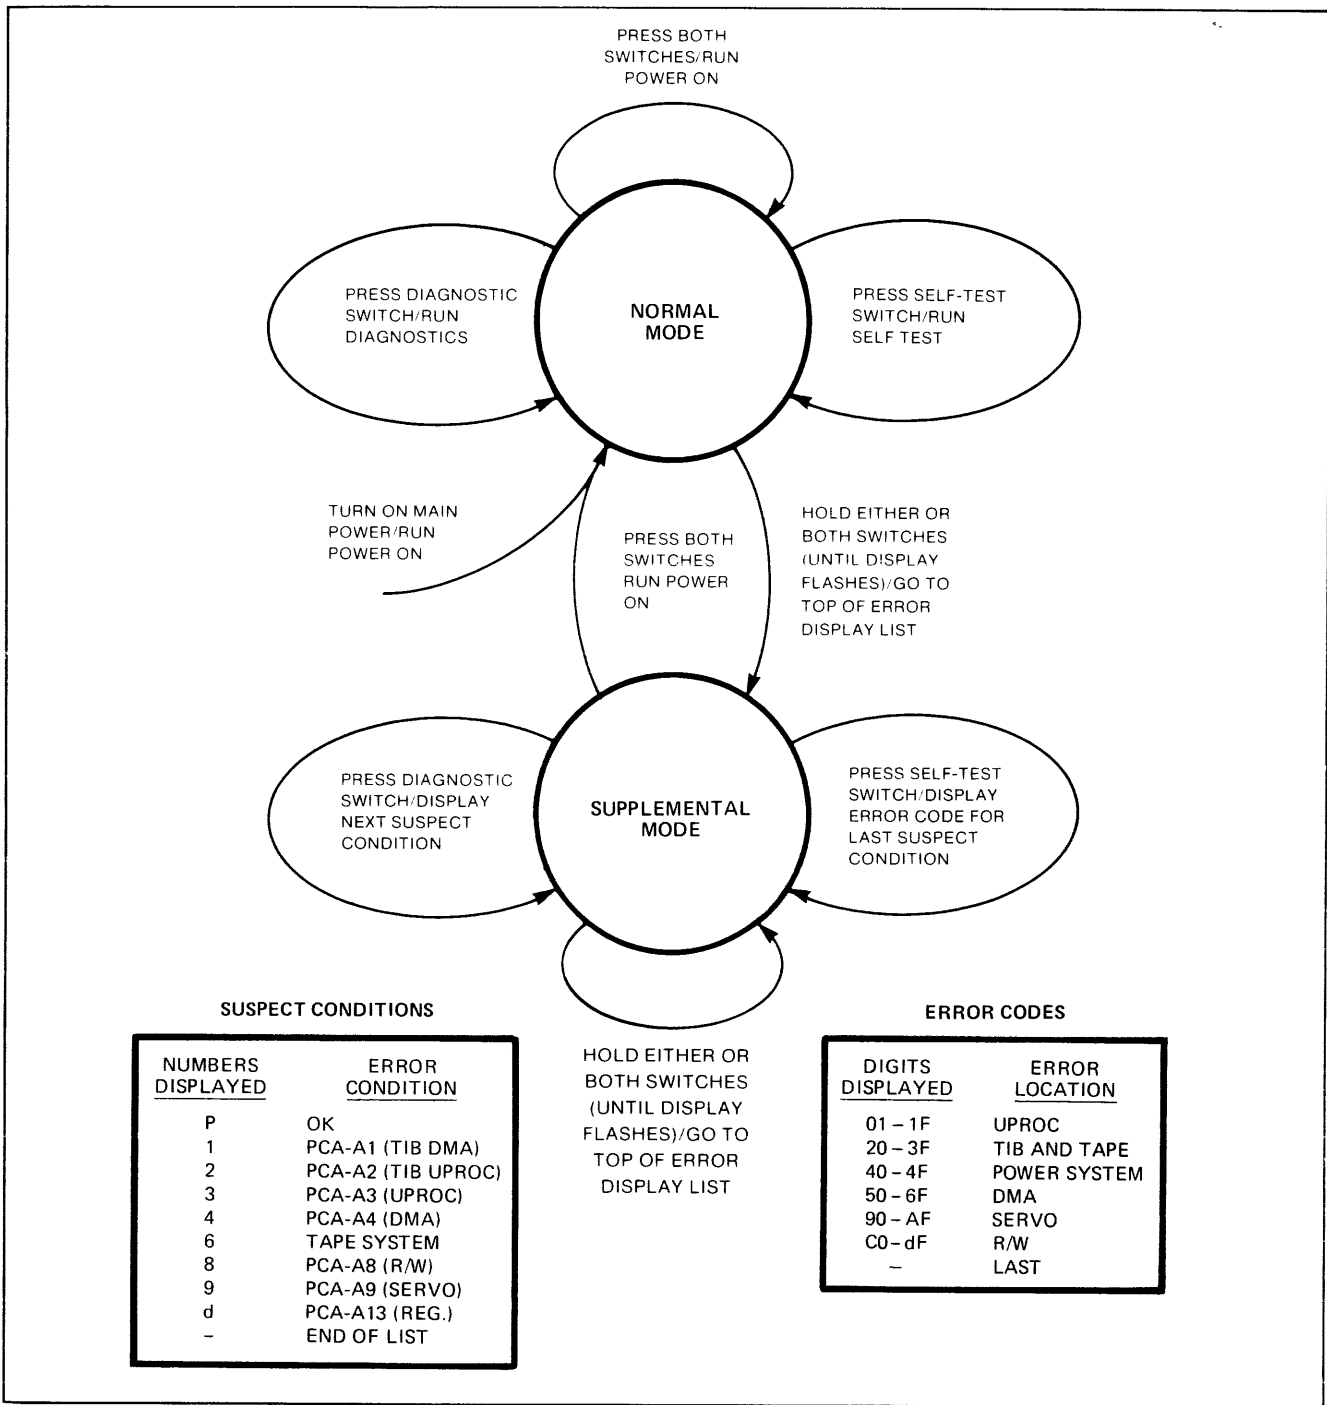 PRESS BOTH
SWITCHES/RUN
POWER ON
PRESS DIAGNOSTIC
SWITCH/RUN
DIAGNOSTICS
NORMAL
MODE
PRESS SELF-TEST
SWITCH/RUN
SELF TEST
TURN ON MAIN
POWER/RUN
POWER ON
PRESS BOTH
SWITCHES
RUN POWER
ON
HOLD EITHER OR
BOTH SWITCHES
(UNTIL DISPLAY
FLASHES)/GO TO
TOP OF ERROR
DISPLAY LIST
PRESS DIAGNOSTIC
SWITCH/DISPLAY
NEXT SUSPECT
CONDITION
SUPPLEMENTAL
MODE
PRESS SELF-TEST
SWITCH/DISPLAY
ERROR CODE FOR
LAST SUSPECT
CONDITION
HOLD EITHER OR
BOTH SWITCHES
(UNTIL DISPLAY
FLASHES)/GO TO
TOP OF ERROR
DISPLAY LIST
SUSPECT CONDITIONS
NUMBERS DISPLAYED ERROR CONDITION
P OK
1 PCA-A1 (TIB DMA)
2 PCA-A2 (TIB UPROC)
3 PCA-A3 (UPROC)
4 PCA-A4 (DMA)
6 TAPE SYSTEM
8 PCA-A8 (R/W)
9 PCA-A9 (SERVO)
d PCA-A13 (REG.)
– END OF LIST
ERROR CODES
DIGITS DISPLAYED ERROR LOCATION
01 – 1F UPROC
20 – 3F TIB AND TAPE
40 – 4F POWER SYSTEM
50 – 6F DMA
90 – AF SERVO
C0 – dF R/W
– LAST